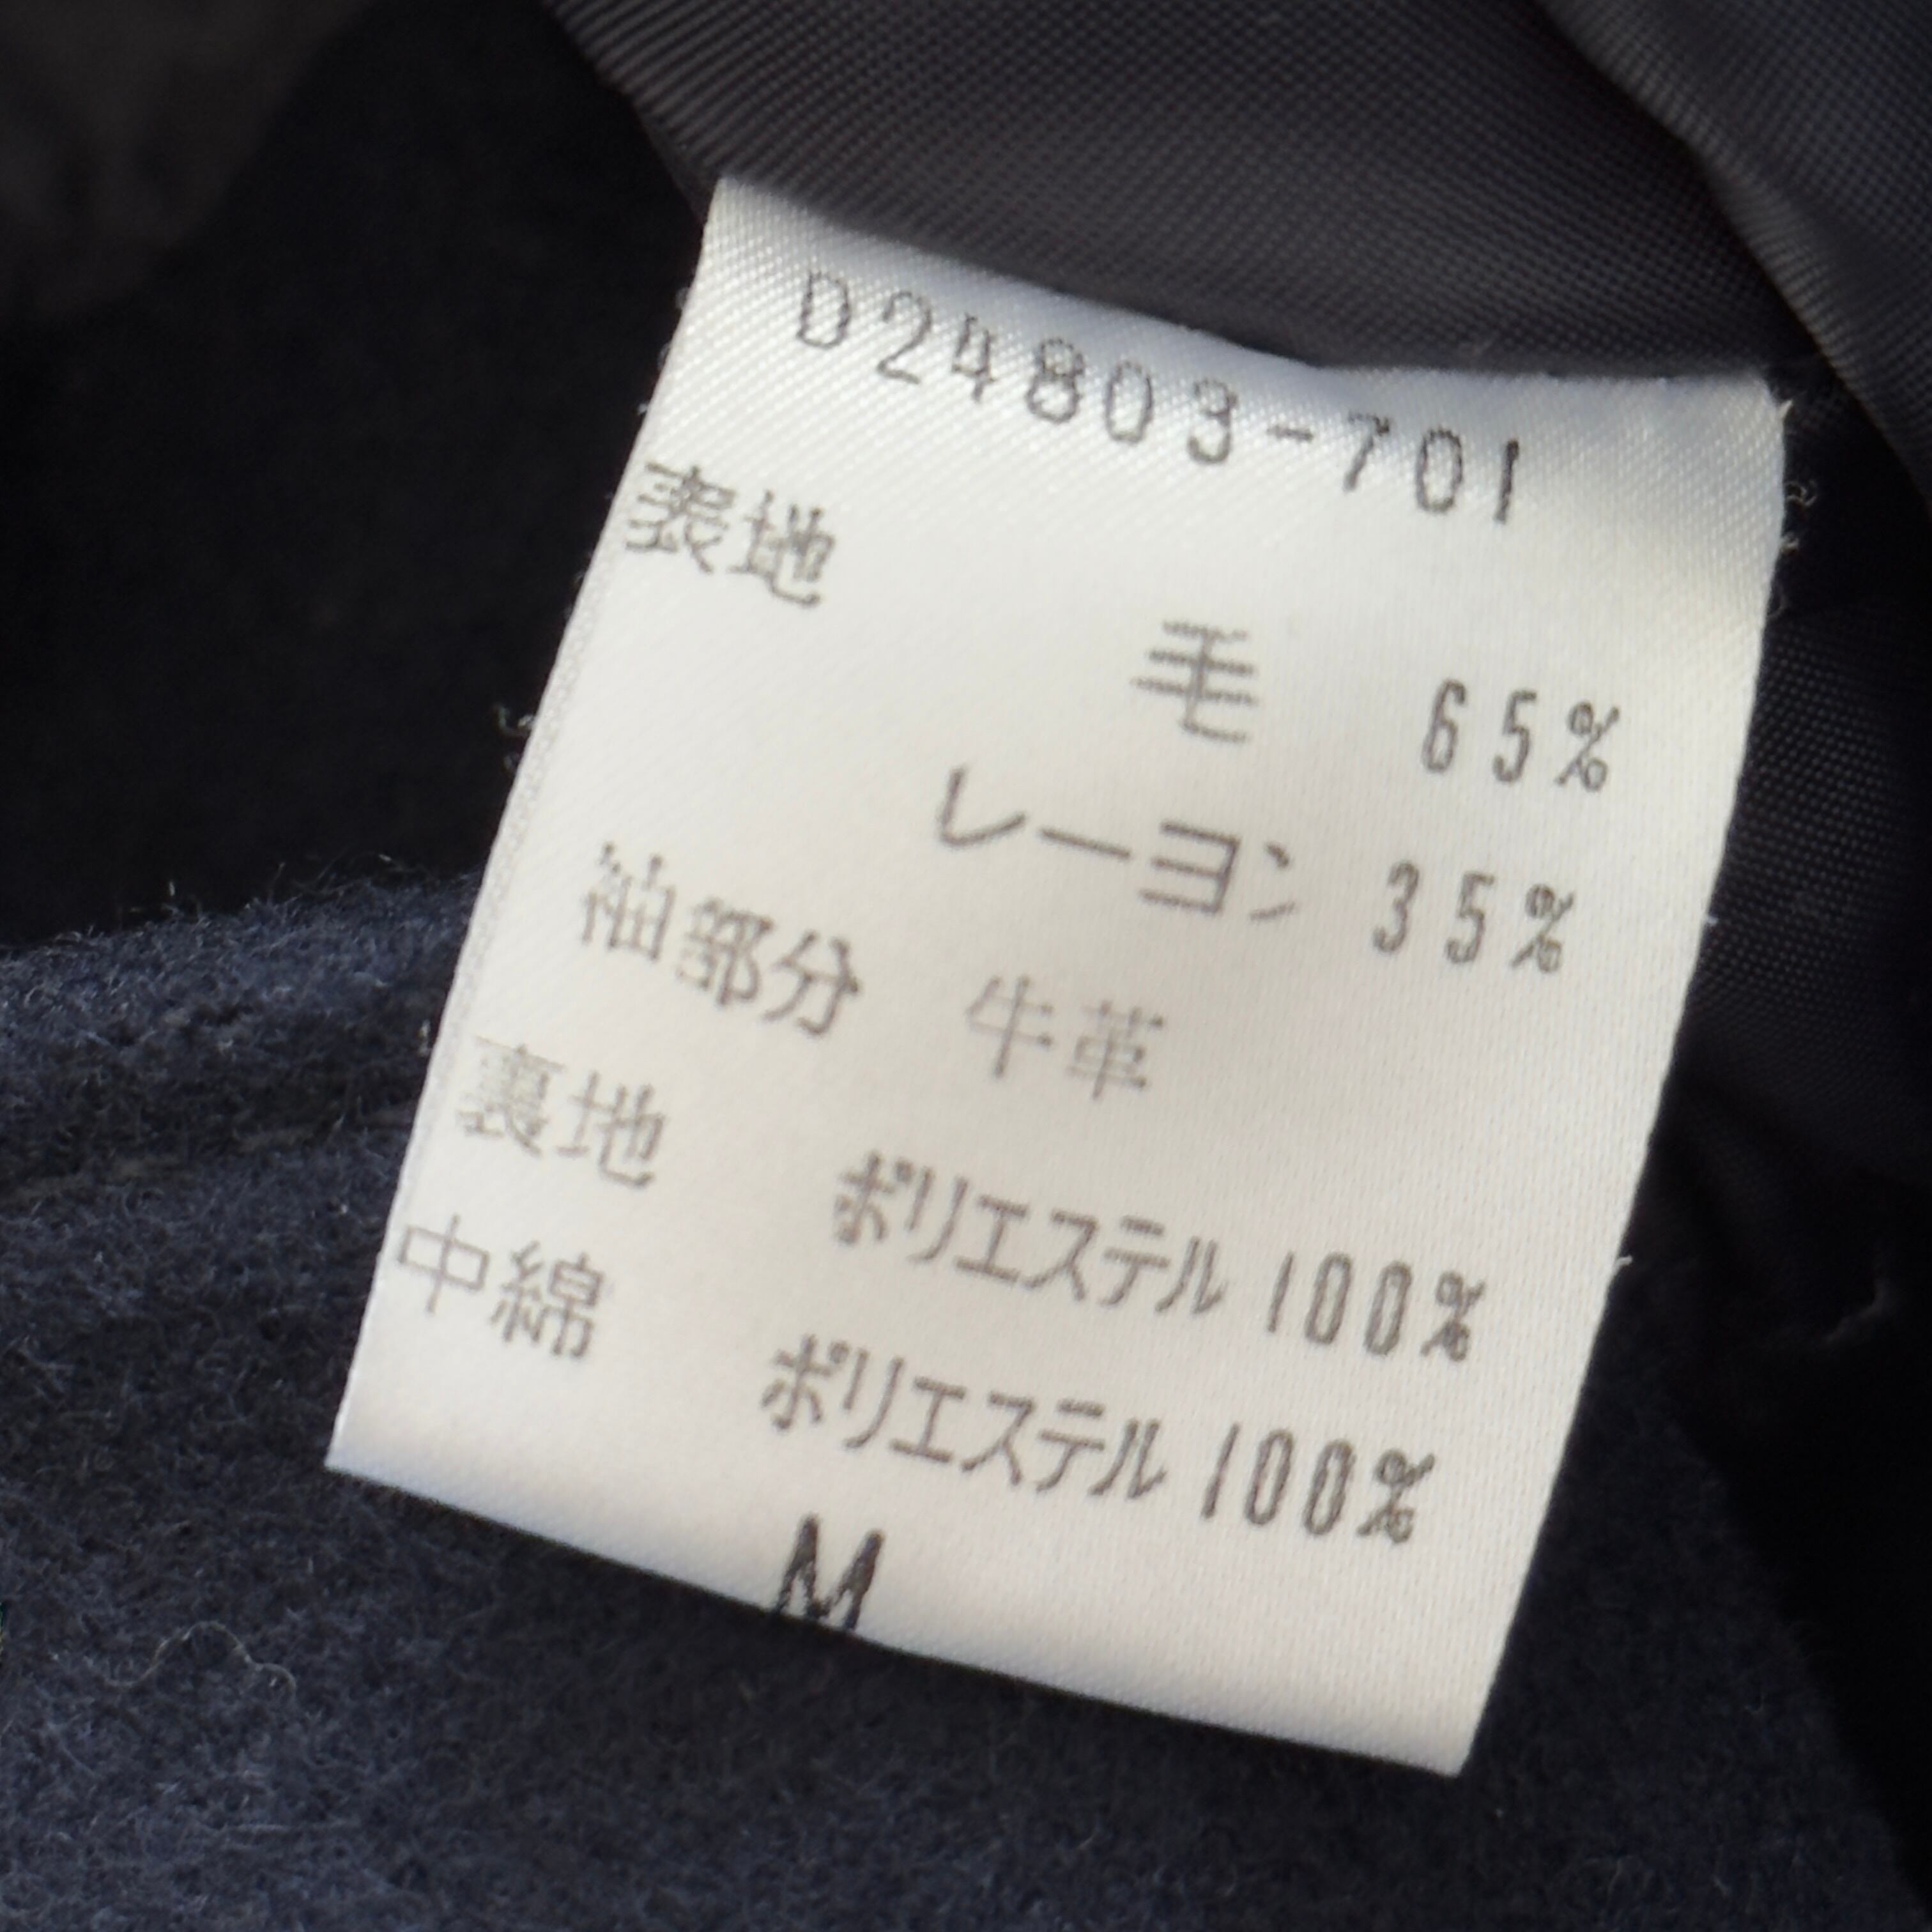 D24803-701
表地
毛 65%
レーヨン 35%
袖部分 牛革
裏地
ポリエステル 100%
中綿
ポリエステル 100%
M